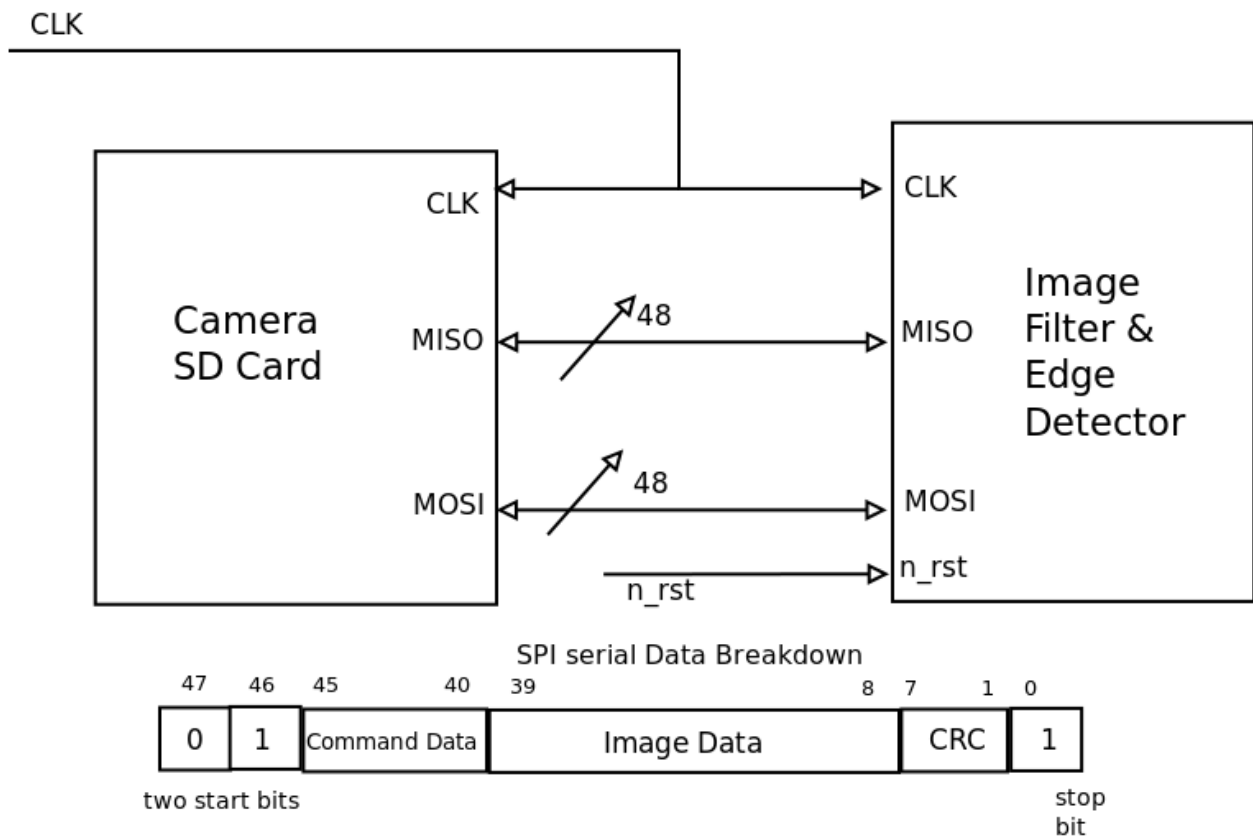 CLK
CLK
CLK
Camera
SD Card
Image
Filter &
Edge
Detector
48
MISO
MISO
48
MOSI
MOSI
n_rst
n_rst
SPI serial Data Breakdown
47 46 45 40 39 8 7 1 0
0 1 Command Data Image Data CRC 1
two start bits
stop
bit